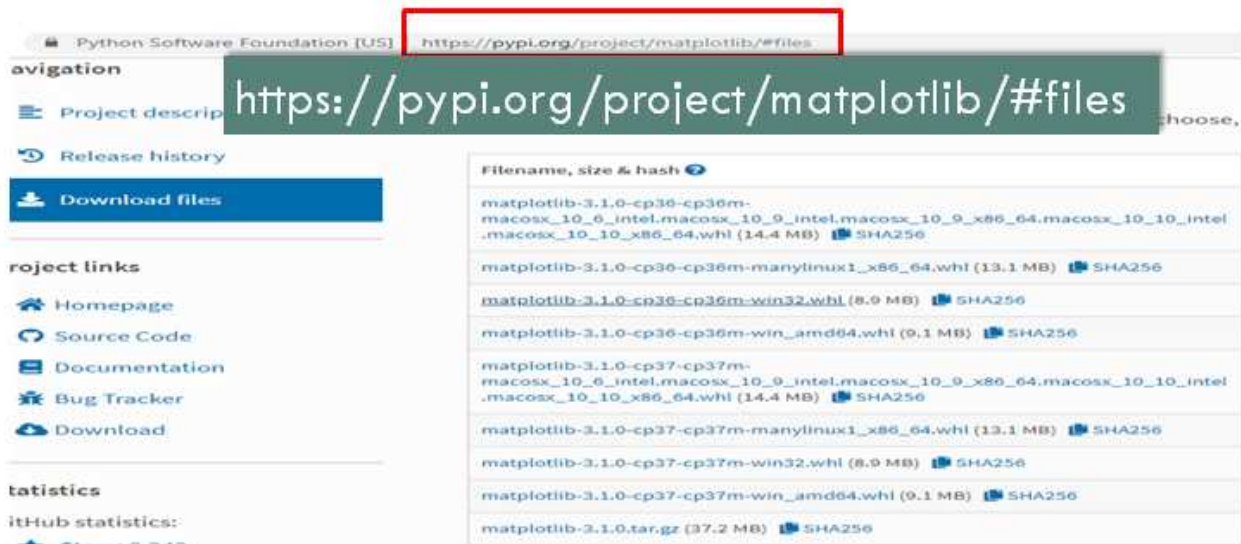 Python Software Foundation [US]
https://pypi.org/project/matplotlib/#files
avigation
https://pypi.org/project/matplotlib/#files
Project descrip
choose,
Release history
Download files
roject links
Homepage
Source Code
Documentation
Bug Tracker
Download
tatistics
itHub statistics:
Filename, size & hash
matplotlib-3.1.0-cp36-cp36m-
macosx_10_6_intel.macosx_10_9_intel.macosx_10_9_x86_64.macosx_10_10_intel
.macosx_10_10_x86_64.whl (14.4 MB) SHA256
matplotlib-3.1.0-cp36-cp36m-manylinux1_x86_64.whl (13.1 MB) SHA256
matplotlib-3.1.0-cp36-cp36m-win32.whl (8.9 MB) SHA256
matplotlib-3.1.0-cp36-cp36m-win_amd64.whl (9.1 MB) SHA256
matplotlib-3.1.0-cp37-cp37m-
macosx_10_6_intel.macosx_10_9_intel.macosx_10_9_x86_64.macosx_10_10_intel
.macosx_10_10_x86_64.whl (14.4 MB) SHA256
matplotlib-3.1.0-cp37-cp37m-manylinux1_x86_64.whl (13.1 MB) SHA256
matplotlib-3.1.0-cp37-cp37m-win32.whl (8.9 MB) SHA256
matplotlib-3.1.0-cp37-cp37m-win_amd64.whl (9.1 MB) SHA256
matplotlib-3.1.0.tar.gz (37.2 MB) SHA256